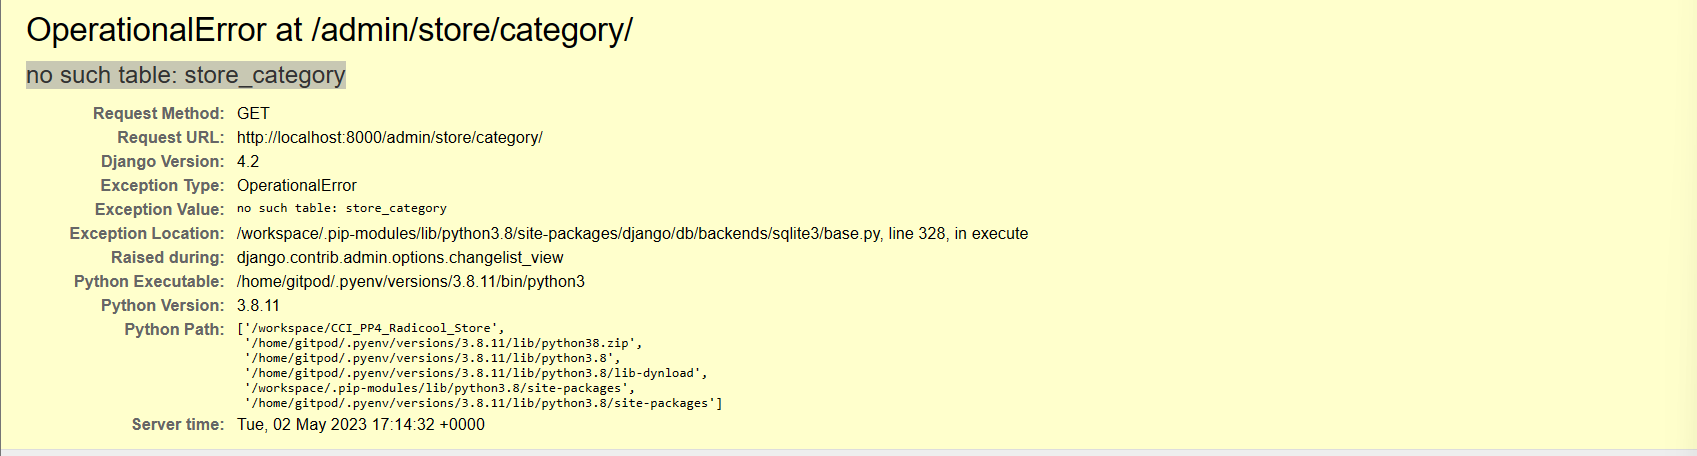 OperationalError at /admin/store/category/
no such table: store_category
Request Method: GET
Request URL: http://localhost:8000/admin/store/category/
Django Version: 4.2
Exception Type: OperationalError
Exception Value: no such table: store_category
Exception Location: /workspace/.pip-modules/lib/python3.8/site-packages/django/db/backends/sqlite3/base.py, line 328, in execute
Raised during: django.contrib.admin.options.changelist_view
Python Executable: /home/gitpod/.pyenv/versions/3.8.11/bin/python3
Python Version: 3.8.11
Python Path: ['/workspace/CCI_PP4_Radicool_Store',
'/home/gitpod/.pyenv/versions/3.8.11/lib/python38.zip',
'/home/gitpod/.pyenv/versions/3.8.11/lib/python3.8',
'/home/gitpod/.pyenv/versions/3.8.11/lib/python3.8/lib-dynload',
'/workspace/.pip-modules/lib/python3.8/site-packages',
'/home/gitpod/.pyenv/versions/3.8.11/lib/python3.8/site-packages']
Server time: Tue, 02 May 2023 17:14:32 +0000